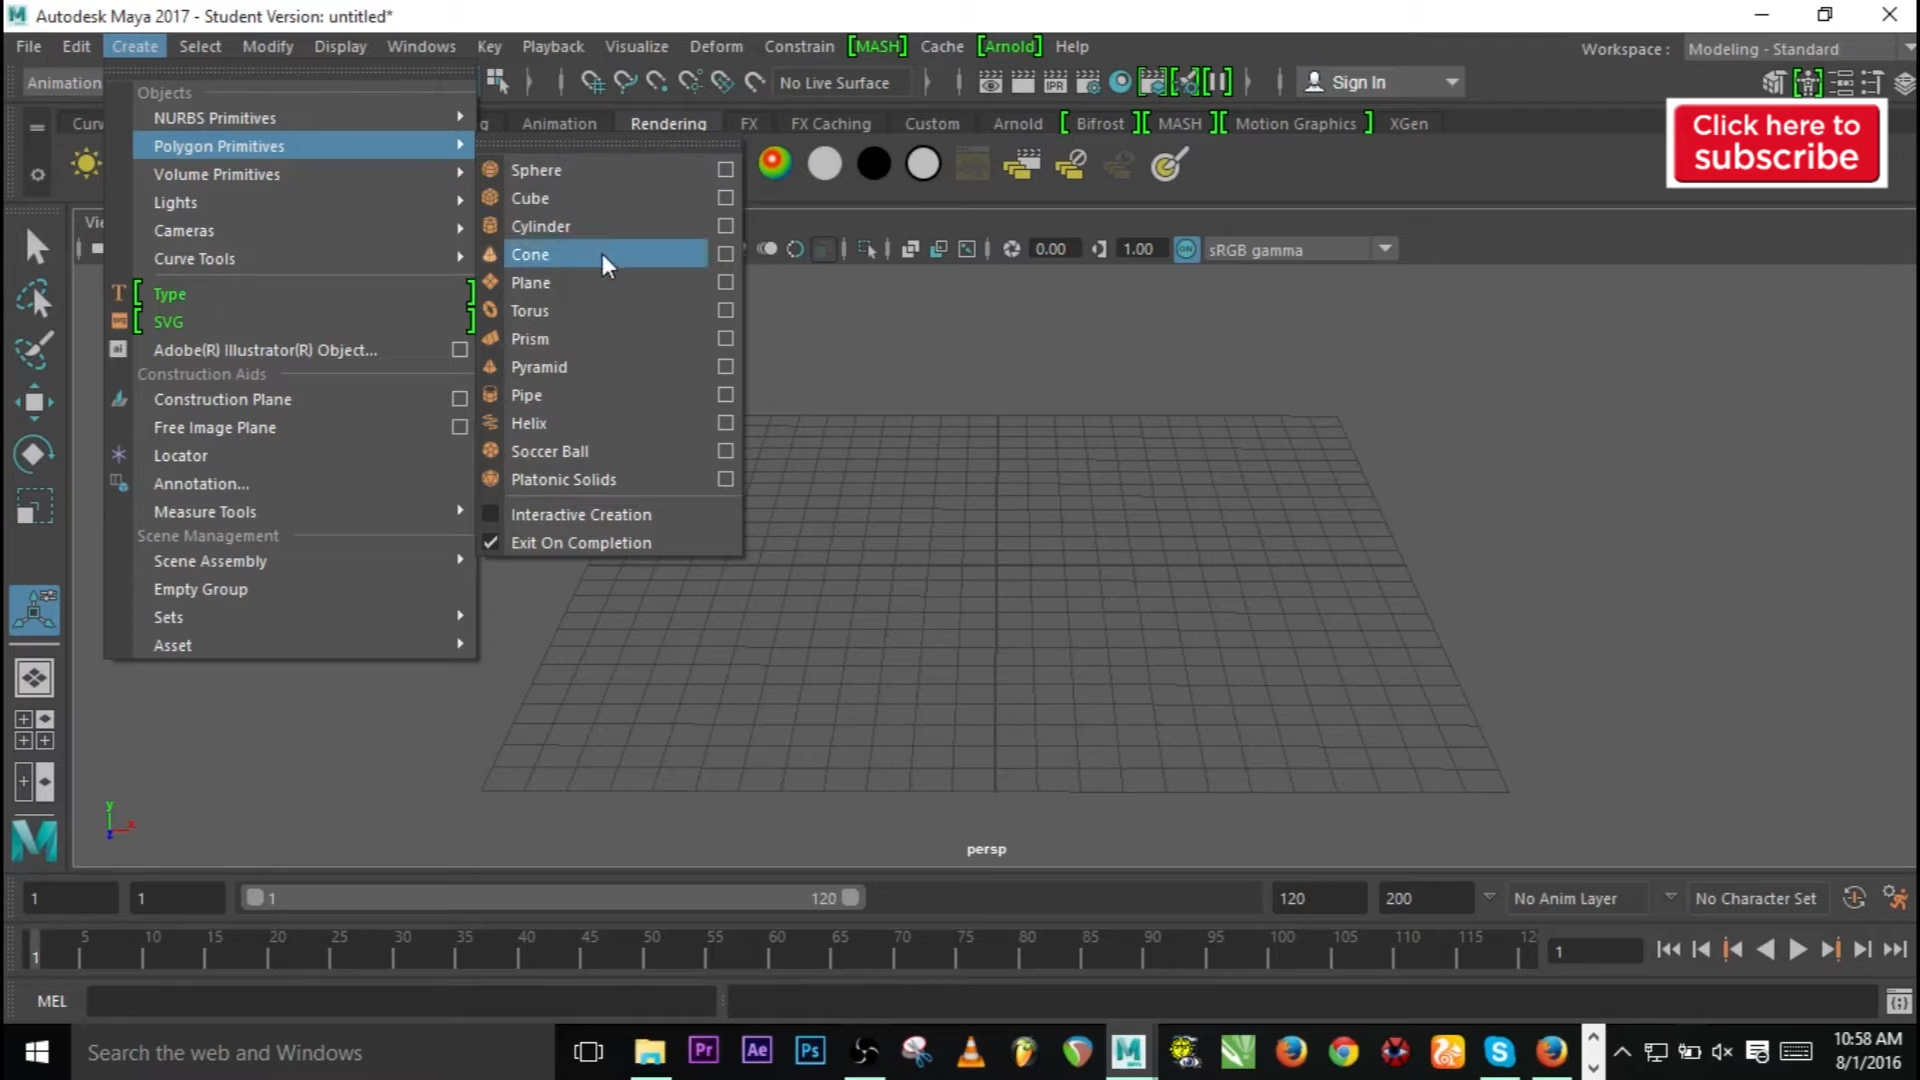 Autodesk Maya 2017 - Student Version: untitled*
File Edit Create Select Modify Display Windows Key Playback Visualize Deform Constrain [MASH] Cache [Arnold] Help Workspace : Modeling - Standard
Animation No Live Surface IPR Sign In
Click here to
subscribe
Objects
NURBS Primitives
Polygon Primitives
Volume Primitives
Lights
Cameras
Curve Tools
[ Type ]
[ SVG ]
Adobe(R) Illustrator(R) Object...
Construction Aids
Construction Plane
Free Image Plane
Locator
Annotation...
Measure Tools
Scene Management
Scene Assembly
Empty Group
Sets
Asset
Animation Rendering FX FX Caching Custom Arnold [ Bifrost ] [ MASH ] [ Motion Graphics ] XGen
Sphere
Cube
Cylinder
Cone
Plane
Torus
Prism
Pyramid
Pipe
Helix
Soccer Ball
Platonic Solids
Interactive Creation
Exit On Completion
0.00 1.00 ON sRGB gamma
y
x
z
persp
1 1 1 120 120 200 No Anim Layer No Character Set
5 10 15 20 25 30 35 40 45 50 55 60 65 70 75 80 85 90 95 100 105 110 115 12
1 1
MEL
Search the web and Windows Pr Ae Ps 10:58 AM
8/1/2016